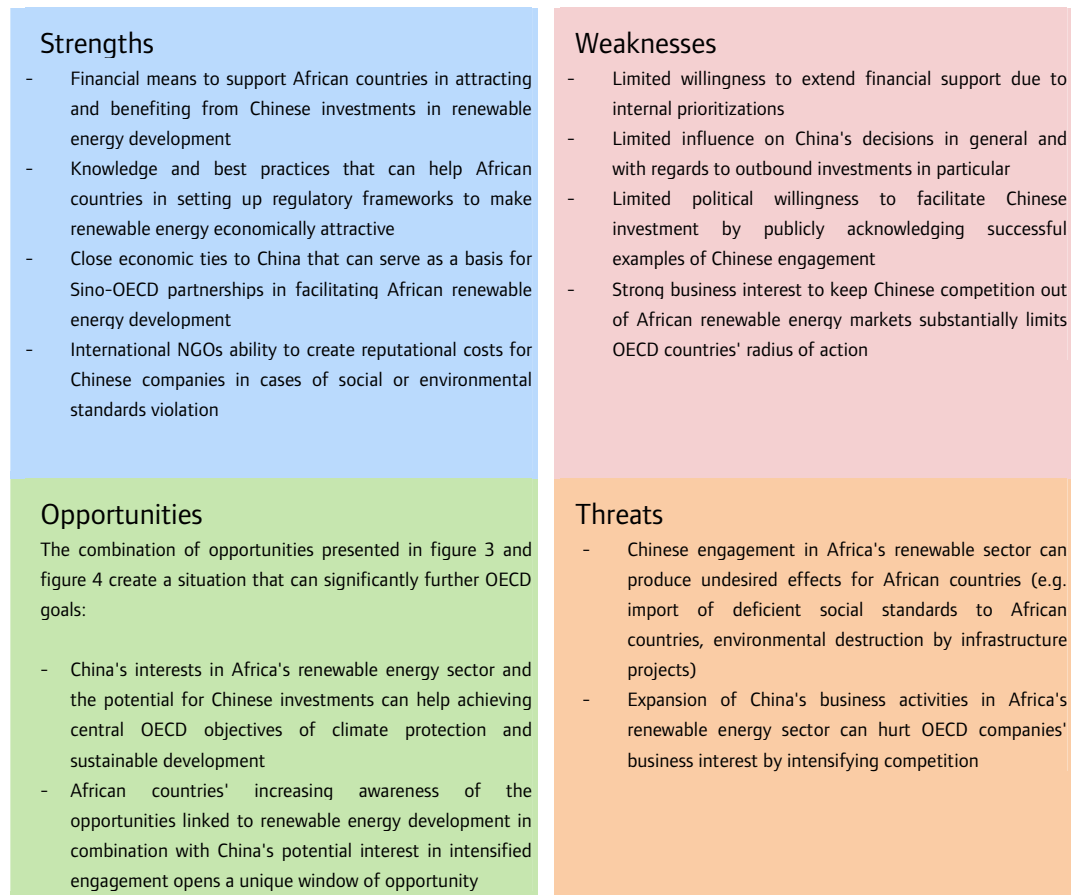 Strengths
- Financial means to support African countries in attracting
and benefiting from Chinese investments in renewable
energy development
- Knowledge and best practices that can help African
countries in setting up regulatory frameworks to make
renewable energy economically attractive
- Close economic ties to China that can serve as a basis for
Sino-OECD partnerships in facilitating African renewable
energy development
- International NGOs ability to create reputational costs for
Chinese companies in cases of social or environmental
standards violation
Weaknesses
- Limited willingness to extend financial support due to
internal prioritizations
- Limited influence on China's decisions in general and
with regards to outbound investments in particular
- Limited political willingness to facilitate Chinese
investment by publicly acknowledging successful
examples of Chinese engagement
- Strong business interest to keep Chinese competition out
of African renewable energy markets substantially limits
OECD countries' radius of action
Opportunities
The combination of opportunities presented in figure 3 and
figure 4 create a situation that can significantly further OECD
goals:
- China's interests in Africa's renewable energy sector and
the potential for Chinese investments can help achieving
central OECD objectives of climate protection and
sustainable development
- African countries' increasing awareness of the
opportunities linked to renewable energy development in
combination with China's potential interest in intensified
engagement opens a unique window of opportunity
Threats
- Chinese engagement in Africa's renewable sector can
produce undesired effects for African countries (e.g.
import of deficient social standards to African
countries, environmental destruction by infrastructure
projects)
- Expansion of China's business activities in Africa's
renewable energy sector can hurt OECD companies'
business interest by intensifying competition